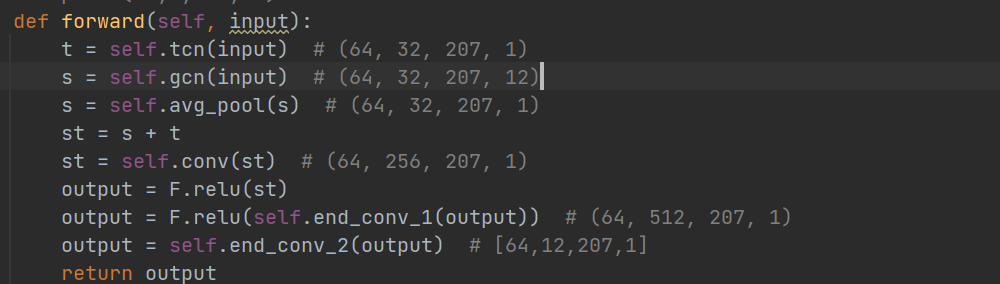 def forward(self, input):
    t = self.tcn(input)  # (64, 32, 207, 1)
    s = self.gcn(input)  # (64, 32, 207, 12)
    s = self.avg_pool(s)  # (64, 32, 207, 1)
    st = s + t
    st = self.conv(st)  # (64, 256, 207, 1)
    output = F.relu(st)
    output = F.relu(self.end_conv_1(output))  # (64, 512, 207, 1)
    output = self.end_conv_2(output)  # [64,12,207,1]
    return output